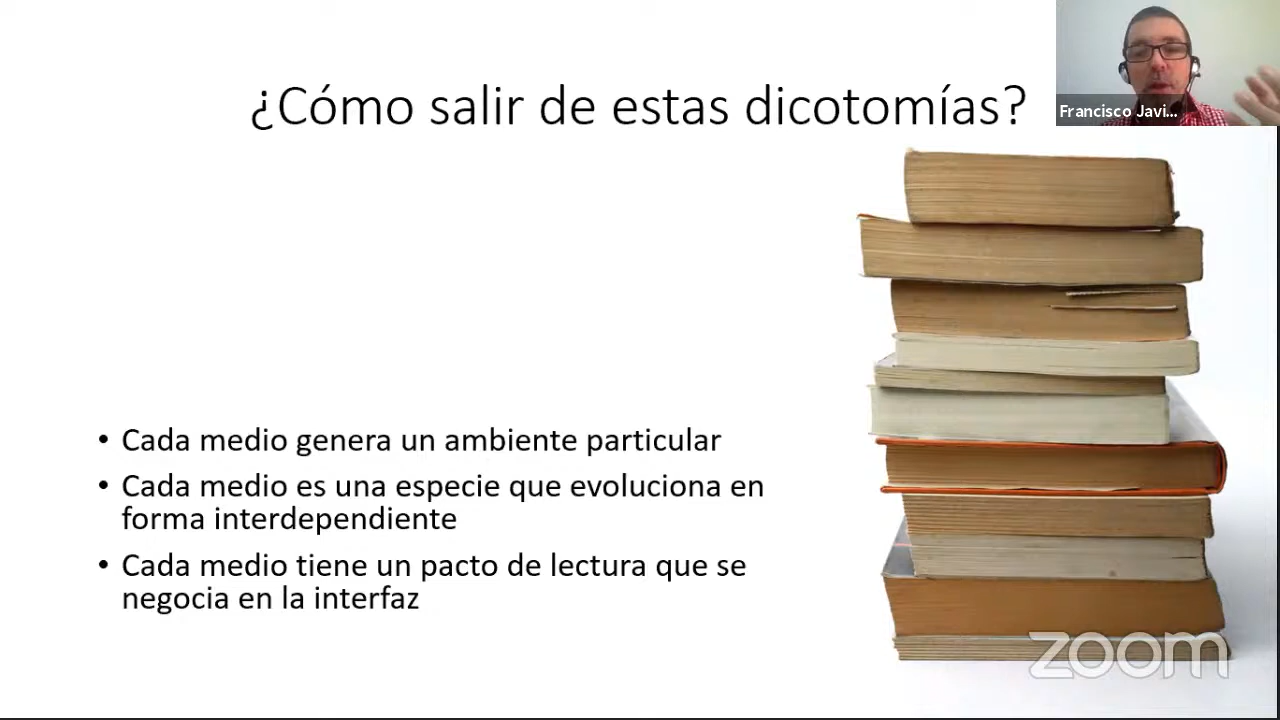 ¿Cómo salir de estas dicotomías?
Francisco Javi...
• Cada medio genera un ambiente particular
• Cada medio es una especie que evoluciona en
forma interdependiente
• Cada medio tiene un pacto de lectura que se
negocia en la interfaz
zoom